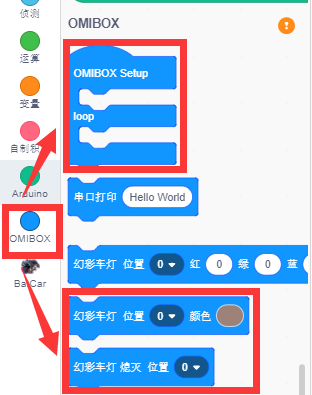 侦测
运算
变量
自制积
Arduino
OMIBOX
OMIBOX
OMIBOX Setup
loop
串口打印 Hello World
幻彩车灯 位置 0 红 0 绿 0 蓝
幻彩车灯 位置 0 颜色
幻彩车灯 熄灭 位置 0